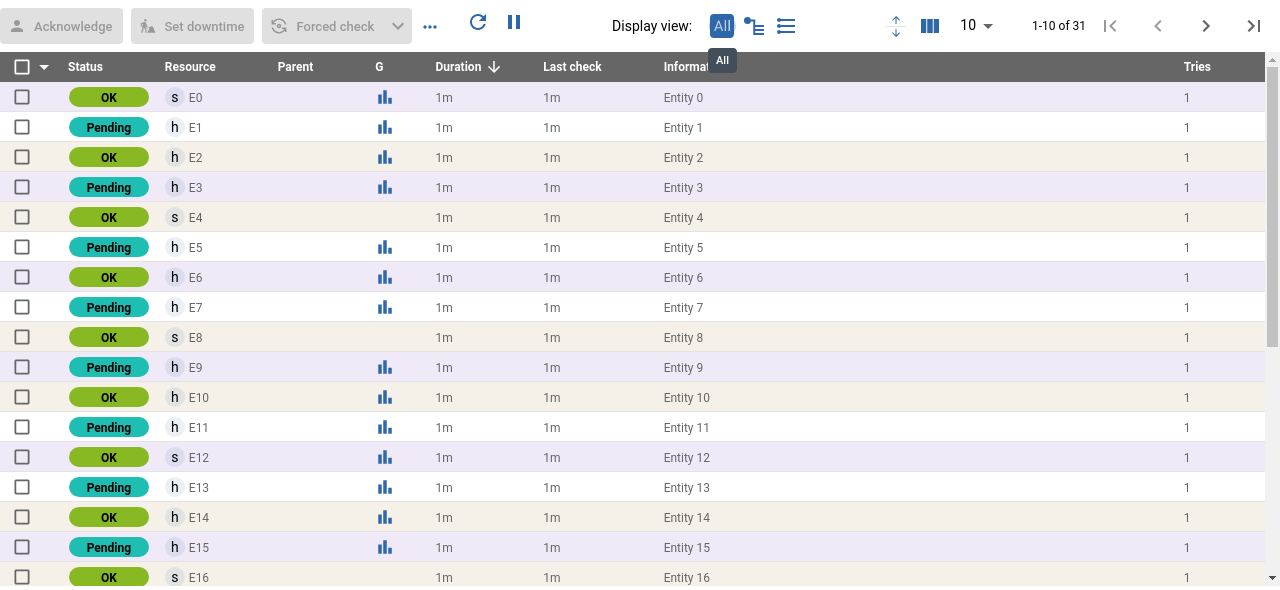 Acknowledge Set downtime Forced check Display view: All 10 1-10 of 31
All
Status Resource Parent G Duration Last check Tries
OK s E0 1m 1m Entity 0 1
Pending h E1 1m 1m Entity 1 1
OK h E2 1m 1m Entity 2 1
Pending h E3 1m 1m Entity 3 1
OK s E4 1m 1m Entity 4 1
Pending h E5 1m 1m Entity 5 1
OK h E6 1m 1m Entity 6 1
Pending h E7 1m 1m Entity 7 1
OK s E8 1m 1m Entity 8 1
Pending h E9 1m 1m Entity 9 1
OK h E10 1m 1m Entity 10 1
Pending h E11 1m 1m Entity 11 1
OK s E12 1m 1m Entity 12 1
Pending h E13 1m 1m Entity 13 1
OK h E14 1m 1m Entity 14 1
Pending h E15 1m 1m Entity 15 1
OK s E16 1m 1m Entity 16 1